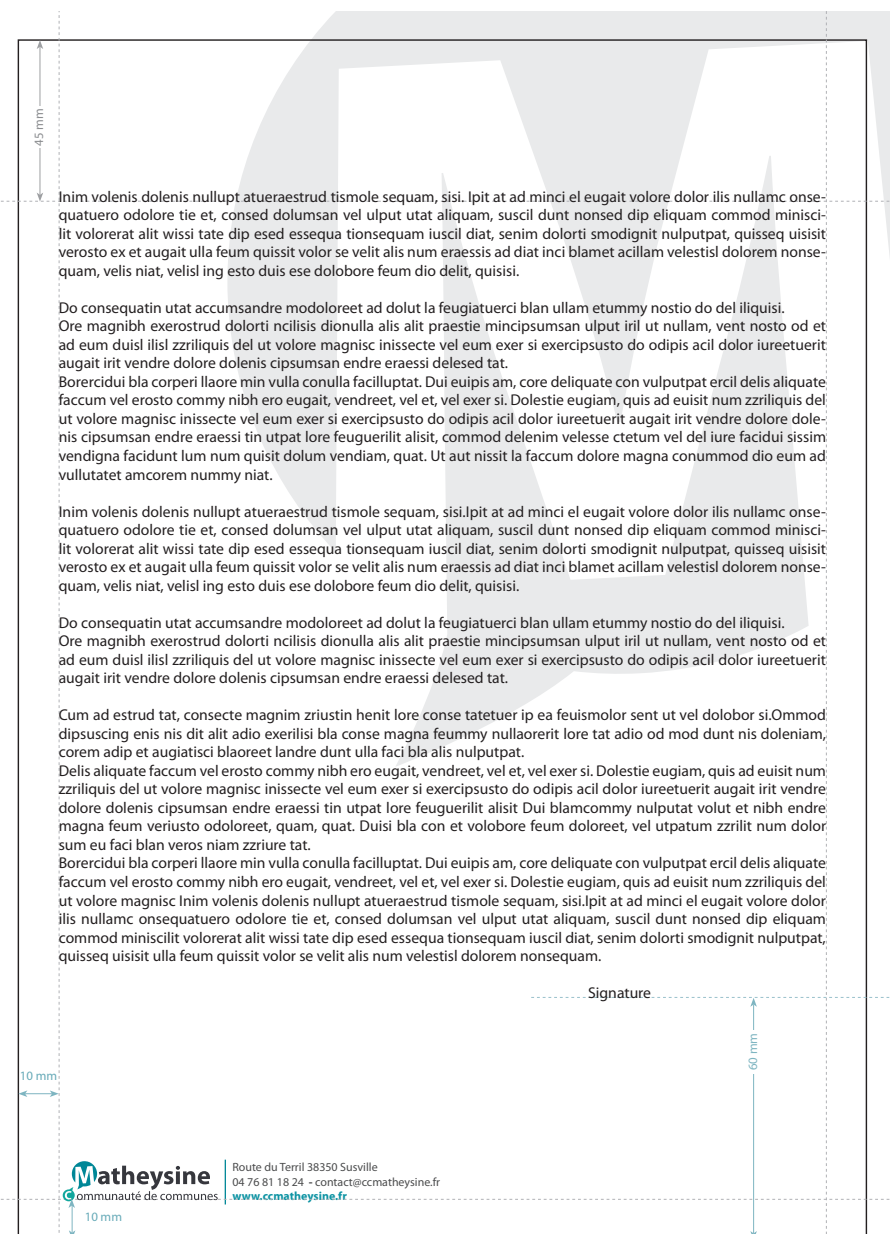 45 mm
Inim volenis dolenis nullupt atueraestrud tismole sequam, sisi. Ipit at ad minci el eugait volore dolor ilis nullamc onse-
quatuero odolore tie et, consed dolumsan vel ulput utat aliquam, suscil dunt nonsed dip eliquam commod minisci-
lit volorerat alit wissi tate dip esed essequa tionsequam iuscil diat, senim dolorti smodignit nulputpat, quisseq uisisit
verosto ex et augait ulla feum quissit volor se velit alis num eraessis ad diat inci blamet acillam velestisl dolorem nonse-
quam, velis niat, velisl ing esto duis ese dolobore feum dio delit, quisisi.
Do consequatin utat accumsandre modoloreet ad dolut la feugiatuerci blan ullam etummy nostio do del iliquisi.
Ore magnibh exerostrud dolorti ncilisis dionulla alis alit praestie mincipsumsan ulput iril ut nullam, vent nosto od et
ad eum duisl ilisl zzriliquis del ut volore magnisc inissecte vel eum exer si exercipsusto do odipis acil dolor iureetuerit
augait irit vendre dolore dolenis cipsumsan endre eraessi delesed tat.
Borercidui bla corperi llaore min vulla conulla facilluptat. Dui euipis am, core deliquate con vulputpat ercil delis aliquate
faccum vel erosto commy nibh ero eugait, vendreet, vel et, vel exer si. Dolestie eugiam, quis ad euisit num zzriliquis del
ut volore magnisc inissecte vel eum exer si exercipsusto do odipis acil dolor iureetuerit augait irit vendre dolore dole-
nis cipsumsan endre eraessi tin utpat lore feuguerilit alisit, commod delenim velesse ctetum vel del iure facidui sissim
vendigna facidunt lum num quisit dolum vendiam, quat. Ut aut nissit la faccum dolore magna conummod dio eum ad
vullutatet amcorem nummy niat.
Inim volenis dolenis nullupt atueraestrud tismole sequam, sisi.Ipit at ad minci el eugait volore dolor ilis nullamc onse-
quatuero odolore tie et, consed dolumsan vel ulput utat aliquam, suscil dunt nonsed dip eliquam commod minisci-
lit volorerat alit wissi tate dip esed essequa tionsequam iuscil diat, senim dolorti smodignit nulputpat, quisseq uisisit
verosto ex et augait ulla feum quissit volor se velit alis num eraessis ad diat inci blamet acillam velestisl dolorem nonse-
quam, velis niat, velisl ing esto duis ese dolobore feum dio delit, quisisi.
Do consequatin utat accumsandre modoloreet ad dolut la feugiatuerci blan ullam etummy nostio do del iliquisi.
Ore magnibh exerostrud dolorti ncilisis dionulla alis alit praestie mincipsumsan ulput iril ut nullam, vent nosto od et
ad eum duisl ilisl zzriliquis del ut volore magnisc inissecte vel eum exer si exercipsusto do odipis acil dolor iureetuerit
augait irit vendre dolore dolenis cipsumsan endre eraessi delesed tat.
Cum ad estrud tat, consecte magnim zriustin henit lore conse tatetuer ip ea feuismolor sent ut vel dolobor si.Ommod
dipsuscing enis nis dit alit adio exerilisi bla conse magna feummy nullaorerit lore tat adio od mod dunt nis doleniam,
corem adip et augiatisci blaoreet landre dunt ulla faci bla alis nulputpat.
Delis aliquate faccum vel erosto commy nibh ero eugait, vendreet, vel et, vel exer si. Dolestie eugiam, quis ad euisit num
zzriliquis del ut volore magnisc inissecte vel eum exer si exercipsusto do odipis acil dolor iureetuerit augait irit vendre
dolore dolenis cipsumsan endre eraessi tin utpat lore feuguerilit alisit Dui blamcommy nulputat volut et nibh endre
magna feum veriusto odoloreet, quam, quat. Duisi bla con et volobore feum doloreet, vel utpatum zzrilit num dolor
sum eu faci blan veros niam zzriure tat.
Borercidui bla corperi llaore min vulla conulla facilluptat. Dui euipis am, core deliquate con vulputpat ercil delis aliquate
faccum vel erosto commy nibh ero eugait, vendreet, vel et, vel exer si. Dolestie eugiam, quis ad euisit num zzriliquis del
ut volore magnisc Inim volenis dolenis nullupt atueraestrud tismole sequam, sisi.Ipit at ad minci el eugait volore dolor
ilis nullamc onsequatuero odolore tie et, consed dolumsan vel ulput utat aliquam, suscil dunt nonsed dip eliquam
commod miniscilit volorerat alit wissi tate dip esed essequa tionsequam iuscil diat, senim dolorti smodignit nulputpat,
quisseq uisisit ulla feum quissit volor se velit alis num velestisl dolorem nonsequam.
Signature
60 mm
10 mm
Matheysine
Communauté de communes
Route du Terril 38350 Susville
04 76 81 18 24 - contact@ccmatheysine.fr
www.ccmatheysine.fr
10 mm